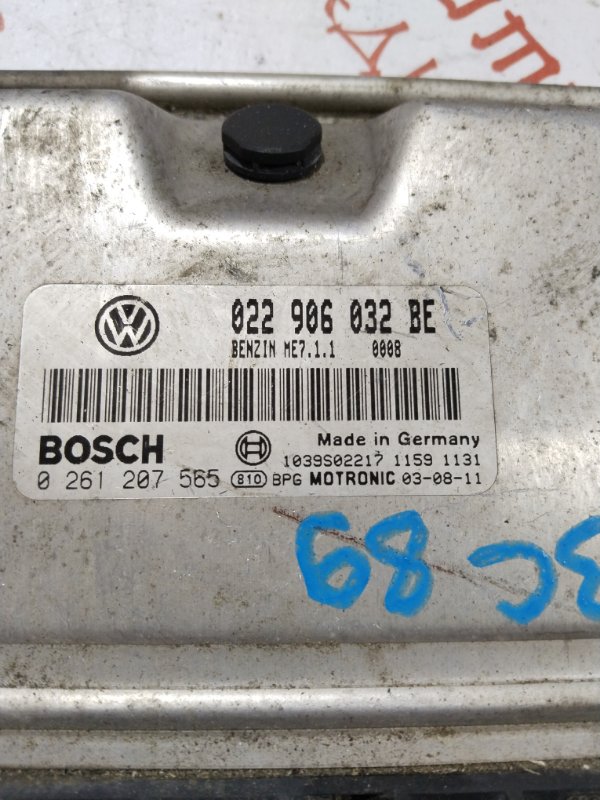 022 906 032 BE
BENZIN ME7.1.1 0008
BOSCH
Made in Germany
1039S02217 1159 1131
0 261 207 565 810 BPG MOTRONIC 03-08-11